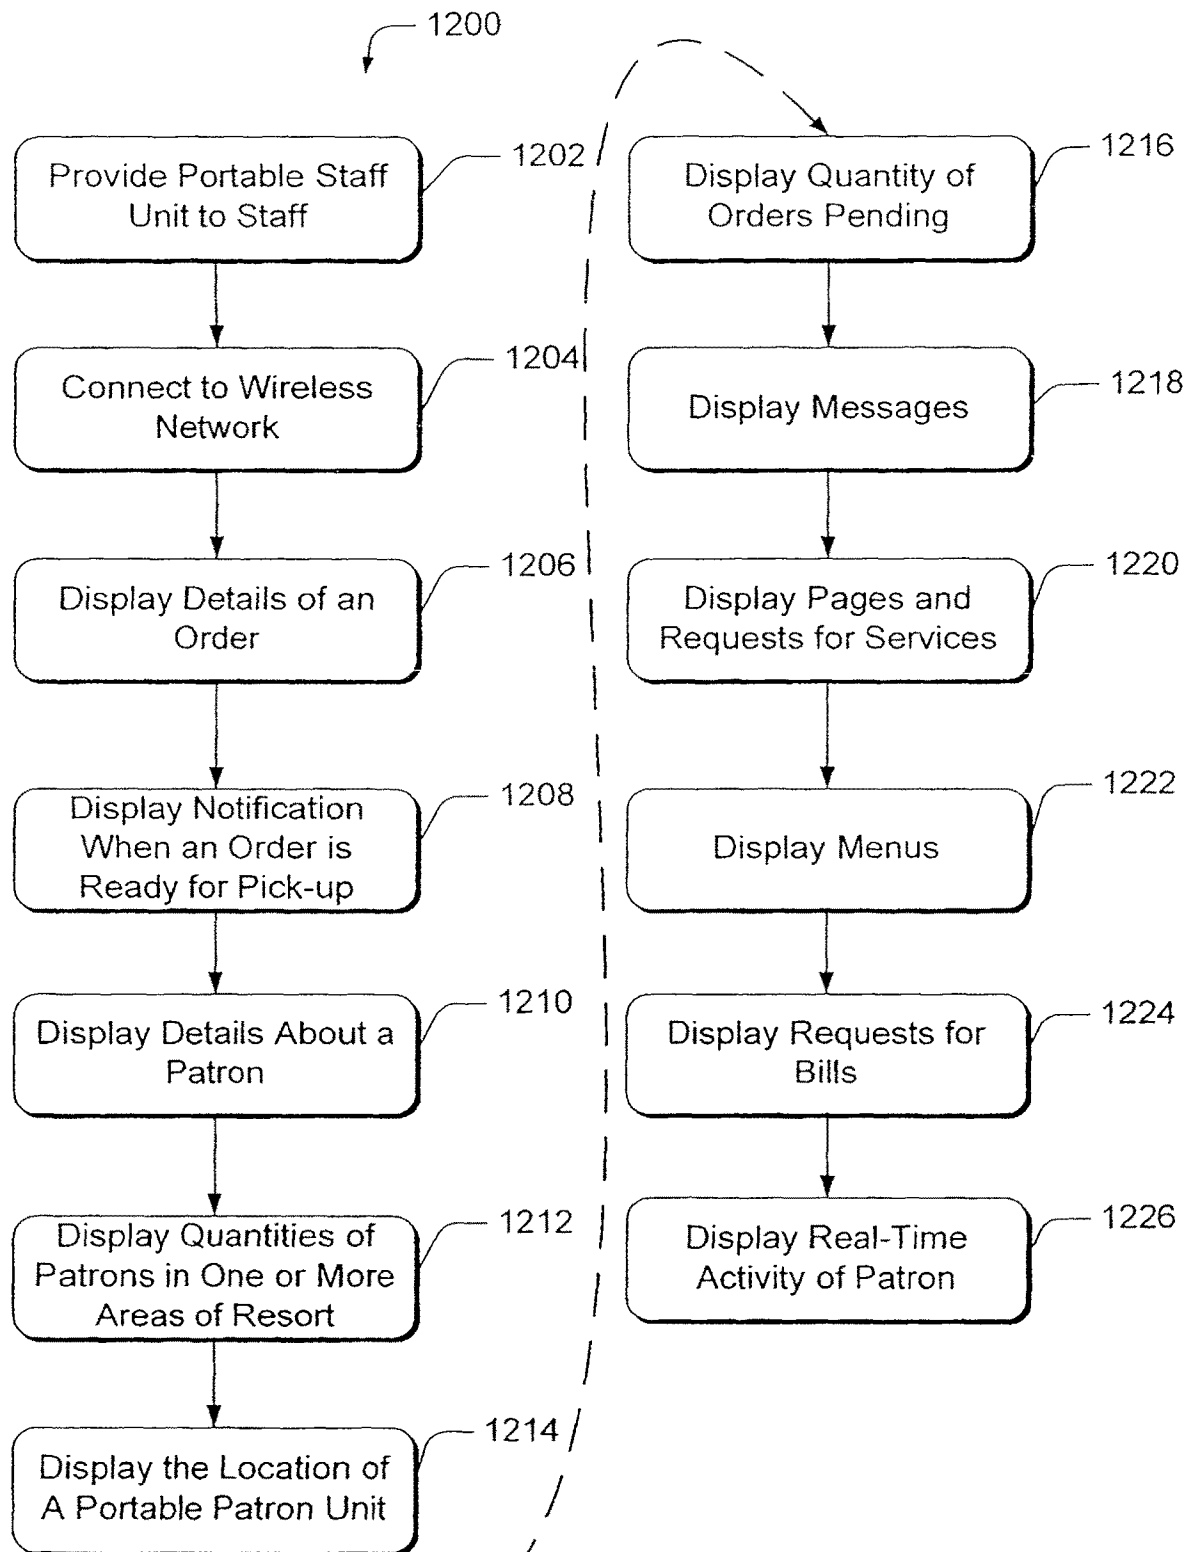 1200
Provide Portable Staff
Unit to Staff
1202
Connect to Wireless
Network
1204
Display Details of an
Order
1206
Display Notification
When an Order is
Ready for Pick-up
1208
Display Details About a
Patron
1210
Display Quantities of
Patrons in One or More
Areas of Resort
1212
Display the Location of
A Portable Patron Unit
1214
Display Quantity of
Orders Pending
1216
Display Messages
1218
Display Pages and
Requests for Services
1220
Display Menus
1222
Display Requests for
Bills
1224
Display Real-Time
Activity of Patron
1226